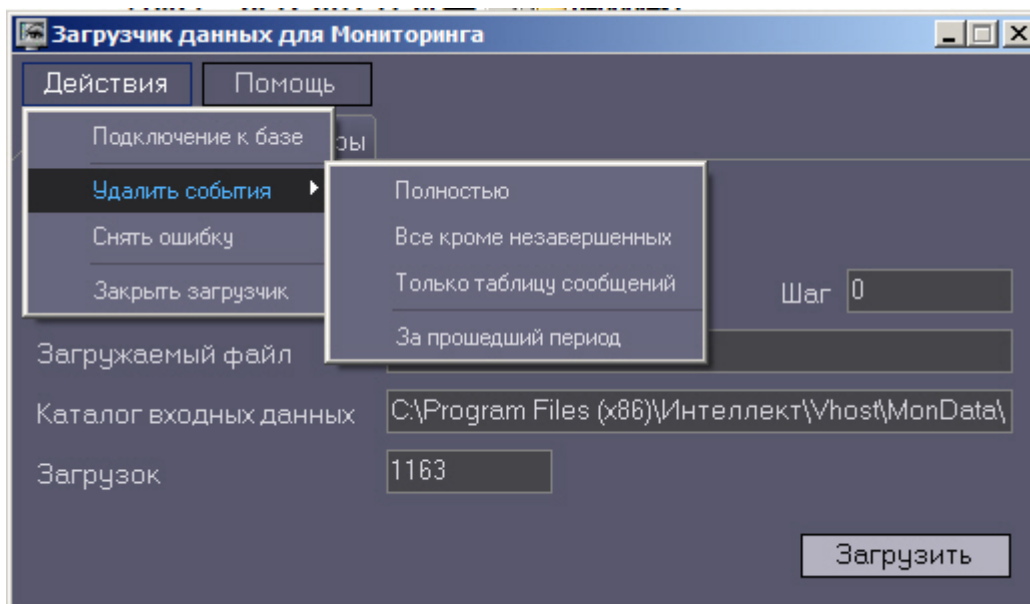 Загрузчик данных для Мониторинга
Действия
Помощь
Подключение к базе
Удалить события
Снять ошибку
Закрыть загрузчик
Полностью
Все кроме незавершенных
Только таблицу сообщений
За прошедший период
Шаг 0
Загружаемый файл
Каталог входных данных C:\Program Files (x86)\Интеллект\Vhost\MonData\
Загрузок 1163
Загрузить